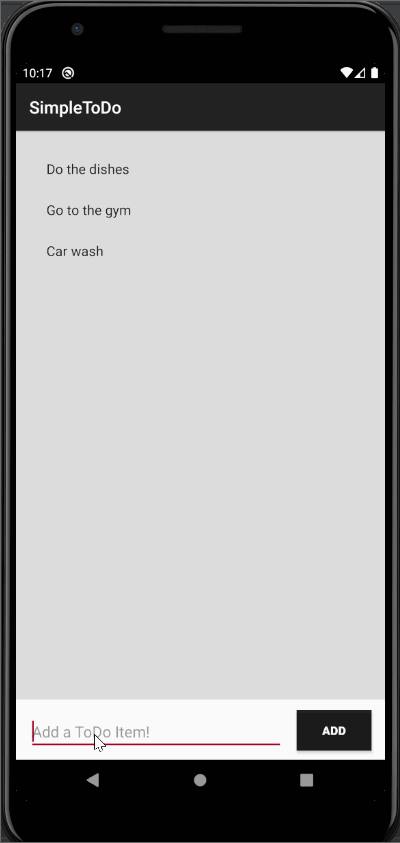 10:17
SimpleToDo
Do the dishes
Go to the gym
Car wash
Add a ToDo Item!
ADD